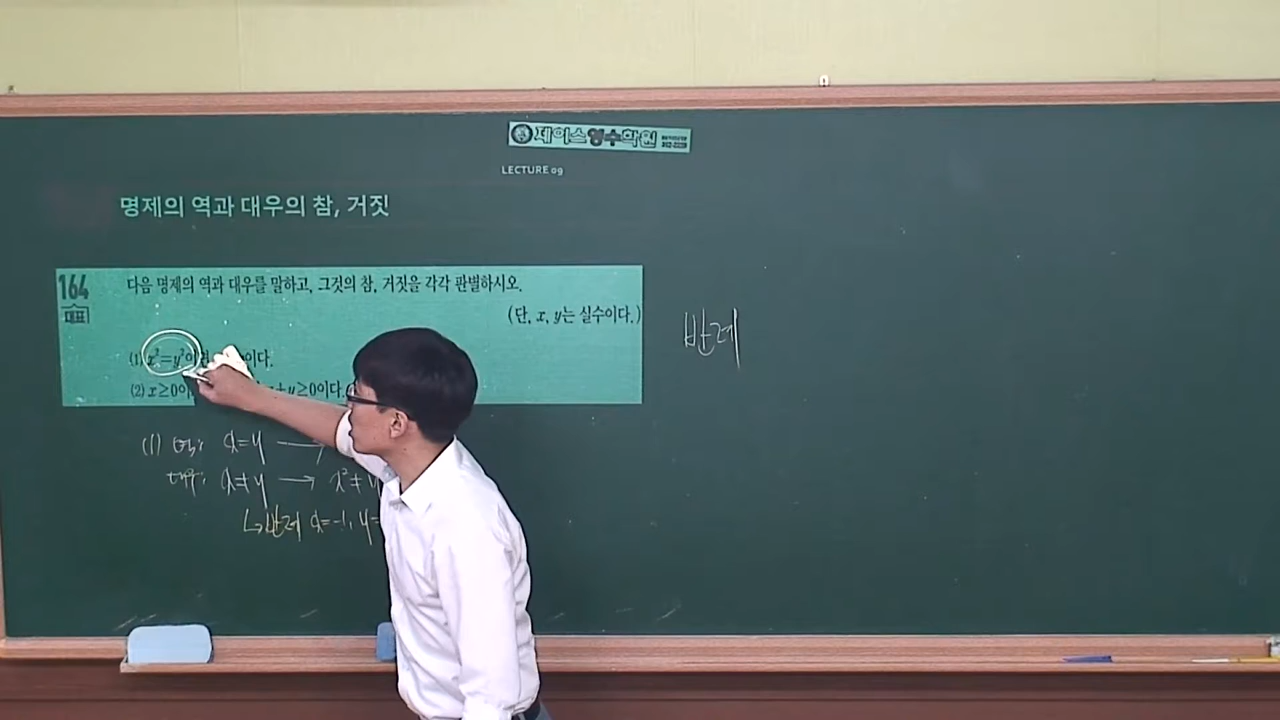 제이스영수학원
LECTURE 09
명제의 역과 대우의 참, 거짓
164
대표
다음 명제의 역과 대우를 말하고, 그것의 참, 거짓을 각각 판별하시오.
(단, x, y는 실수이다.)
(1) x²=y²이 이다.
(2) x≥0이 x+y≥0이다.
반례
(1) 역: x=y →
대우: x≠y → x²≠y
↳반례 x=-1, y=